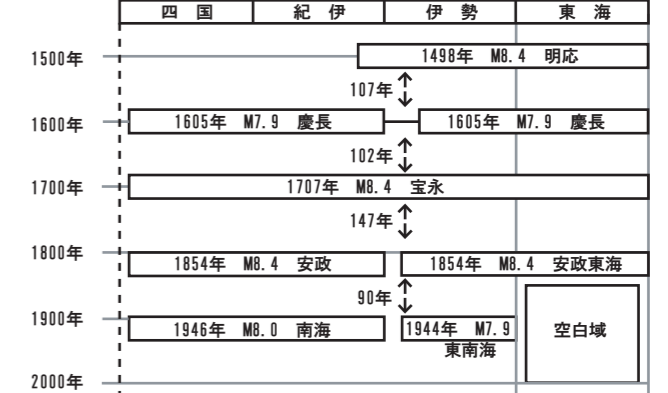 四 国 紀 伊 伊 勢 東 海
1500年
1498年 M8.4 明応
107年
1600年
1605年 M7.9 慶長
1605年 M7.9 慶長
102年
1700年
1707年 M8.4 宝永
147年
1800年
1854年 M8.4 安政
1854年 M8.4 安政東海
90年
1900年
1946年 M8.0 南海
1944年 M7.9
東南海
空白域
2000年